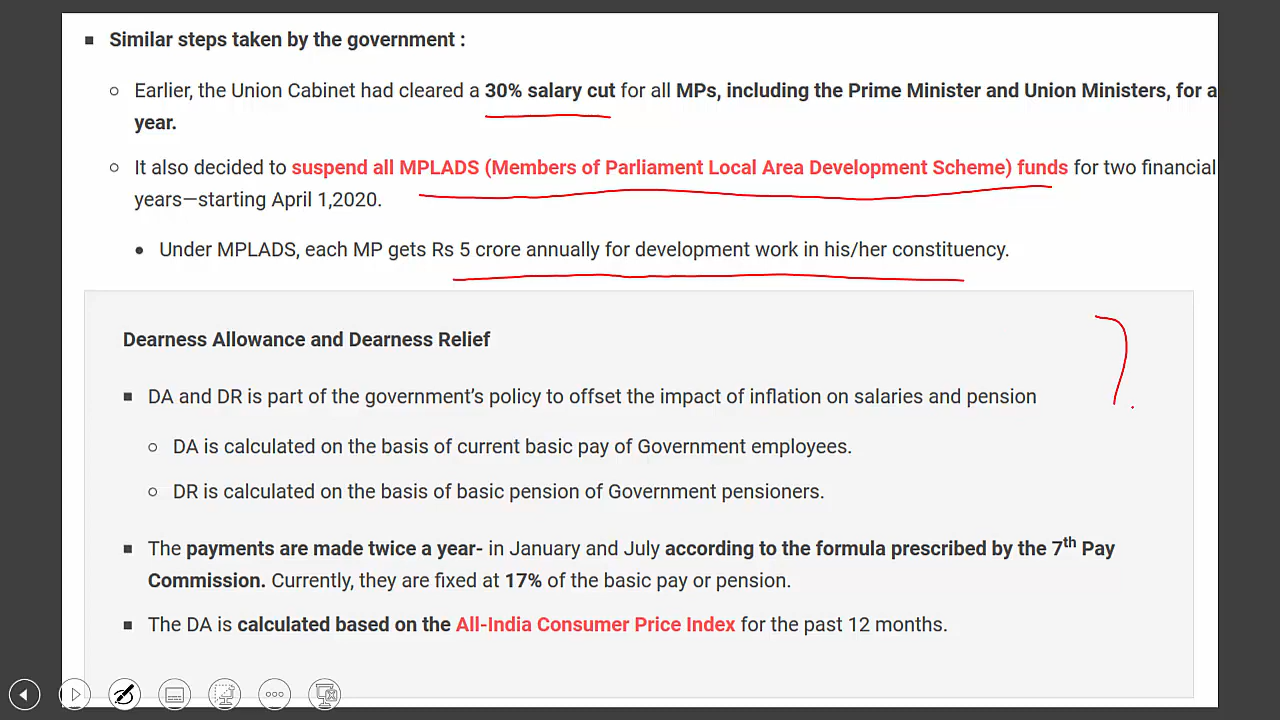 Similar steps taken by the government :
Earlier, the Union Cabinet had cleared a 30% salary cut for all MPs, including the Prime Minister and Union Ministers, for a
year.
It also decided to suspend all MPLADS (Members of Parliament Local Area Development Scheme) funds for two financial
years—starting April 1,2020.
Under MPLADS, each MP gets Rs 5 crore annually for development work in his/her constituency.
Dearness Allowance and Dearness Relief
DA and DR is part of the government's policy to offset the impact of inflation on salaries and pension
DA is calculated on the basis of current basic pay of Government employees.
DR is calculated on the basis of basic pension of Government pensioners.
The payments are made twice a year- in January and July according to the formula prescribed by the 7th Pay
Commission. Currently, they are fixed at 17% of the basic pay or pension.
The DA is calculated based on the All-India Consumer Price Index for the past 12 months.